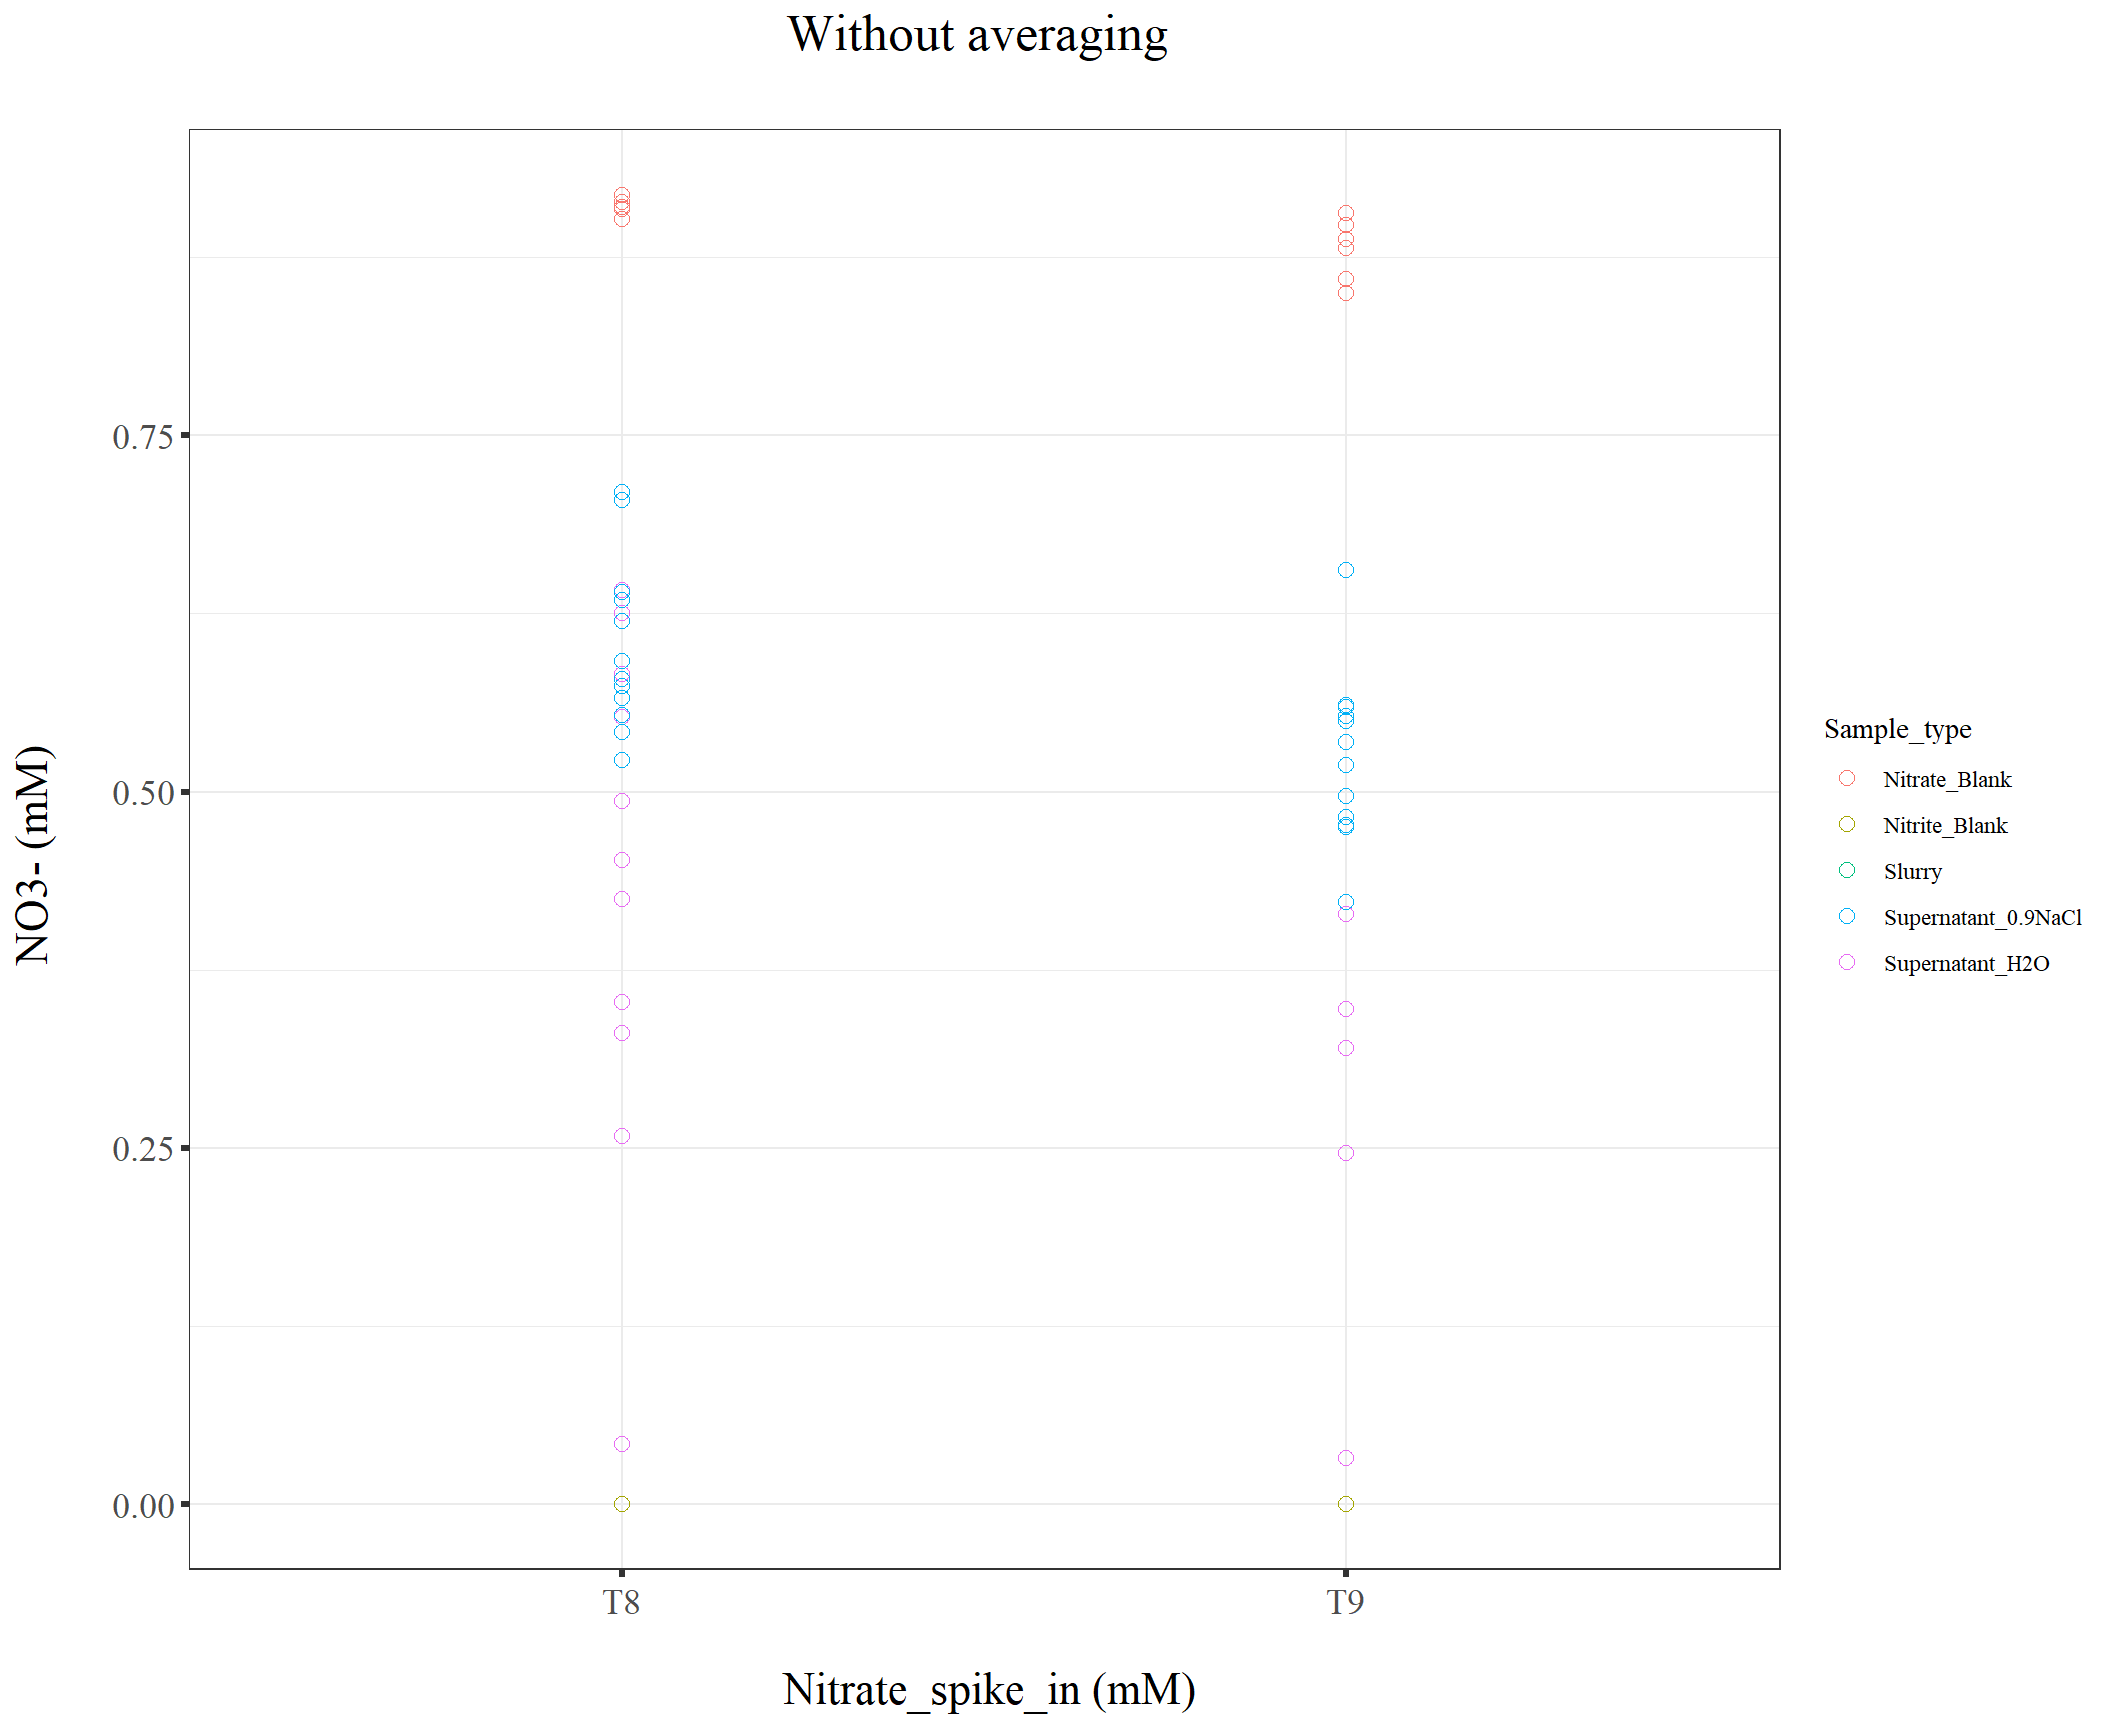 Without averaging
NO3- (mM)
0.75
0.50
0.25
0.00
T8
T9
Nitrate_spike_in (mM)
Sample_type
Nitrate_Blank
Nitrite_Blank
Slurry
Supernatant_0.9NaCl
Supernatant_H2O